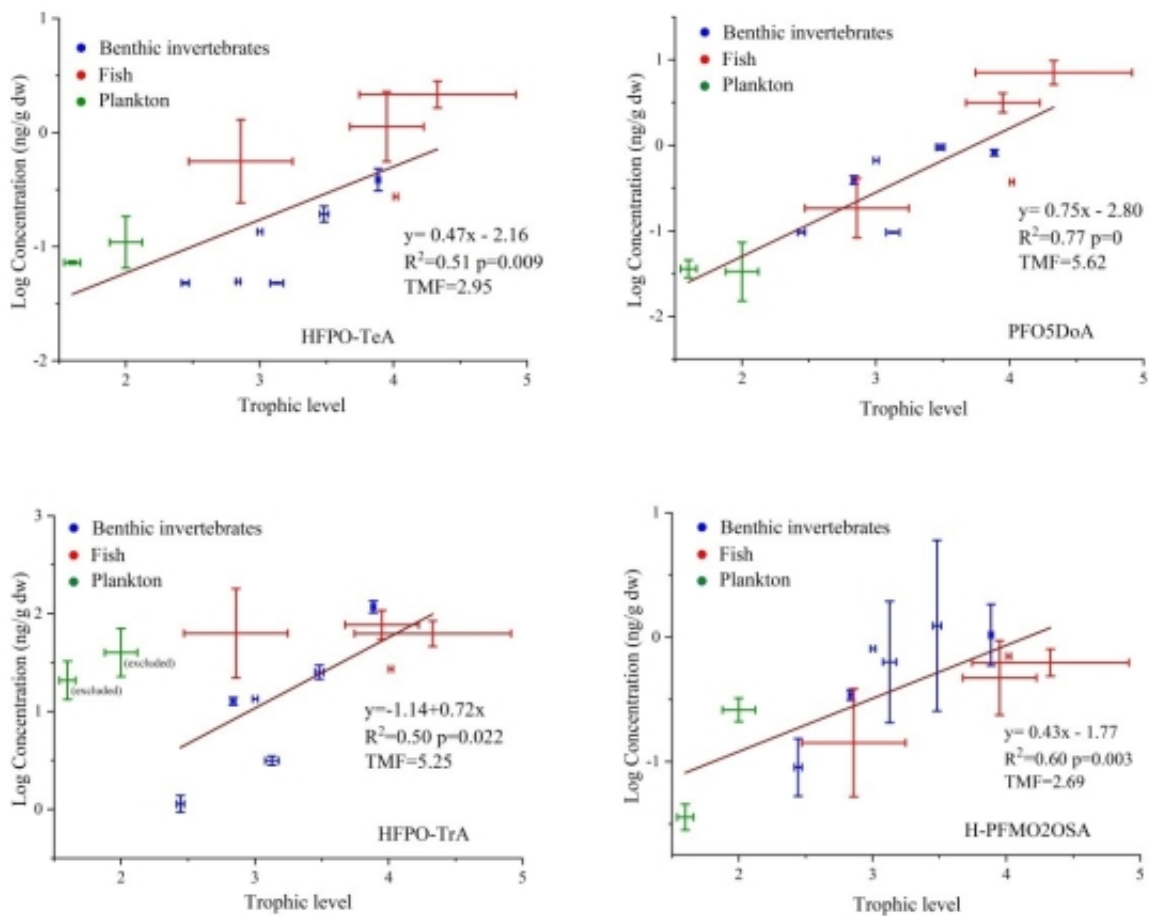 1
Benthic invertebrates
Fish
Plankton
Log Concentration (ng/g dw)
0
-1
-2
y= 0.47x - 2.16
R²=0.51 p=0.009
TMF=2.95
HFPO-TeA
2 3 4 5
Trophic level
Benthic invertebrates
Fish
Plankton
Log Concentration (ng/g dw)
1
0
-1
-2
y= 0.75x - 2.80
R²=0.77 p=0
TMF=5.62
PFO5DoA
2 3 4 5
Trophic level
3
Benthic invertebrates
Fish
Plankton
Log Concentration (ng/g dw)
2
1
0
(excluded)
(excluded)
y=-1.14+0.72x
R²=0.50 p=0.022
TMF=5.25
HFPO-TrA
2 3 4 5
Trophic level
1
Benthic invertebrates
Fish
Plankton
Log Concentration (ng/g dw)
0
-1
y= 0.43x - 1.77
R²=0.60 p=0.003
TMF=2.69
H-PFMO2OSA
2 3 4 5
Trophic level